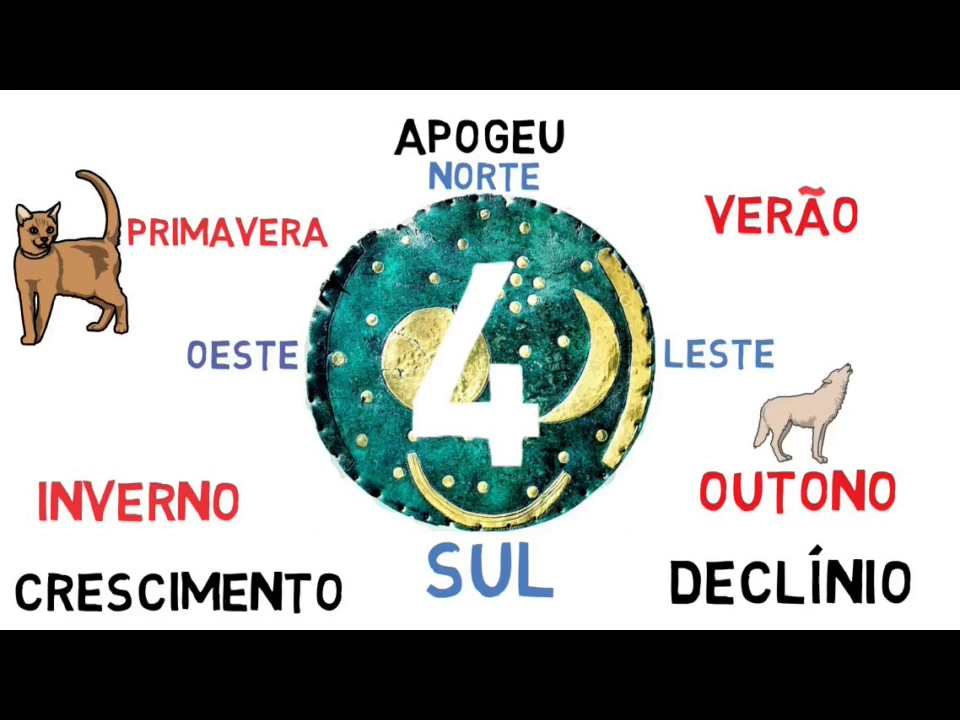 APOGEU
NORTE
PRIMAVERA
VERÃO
4
OESTE
LESTE
INVERNO
OUTONO
SUL
CRESCIMENTO
DECLÍNIO